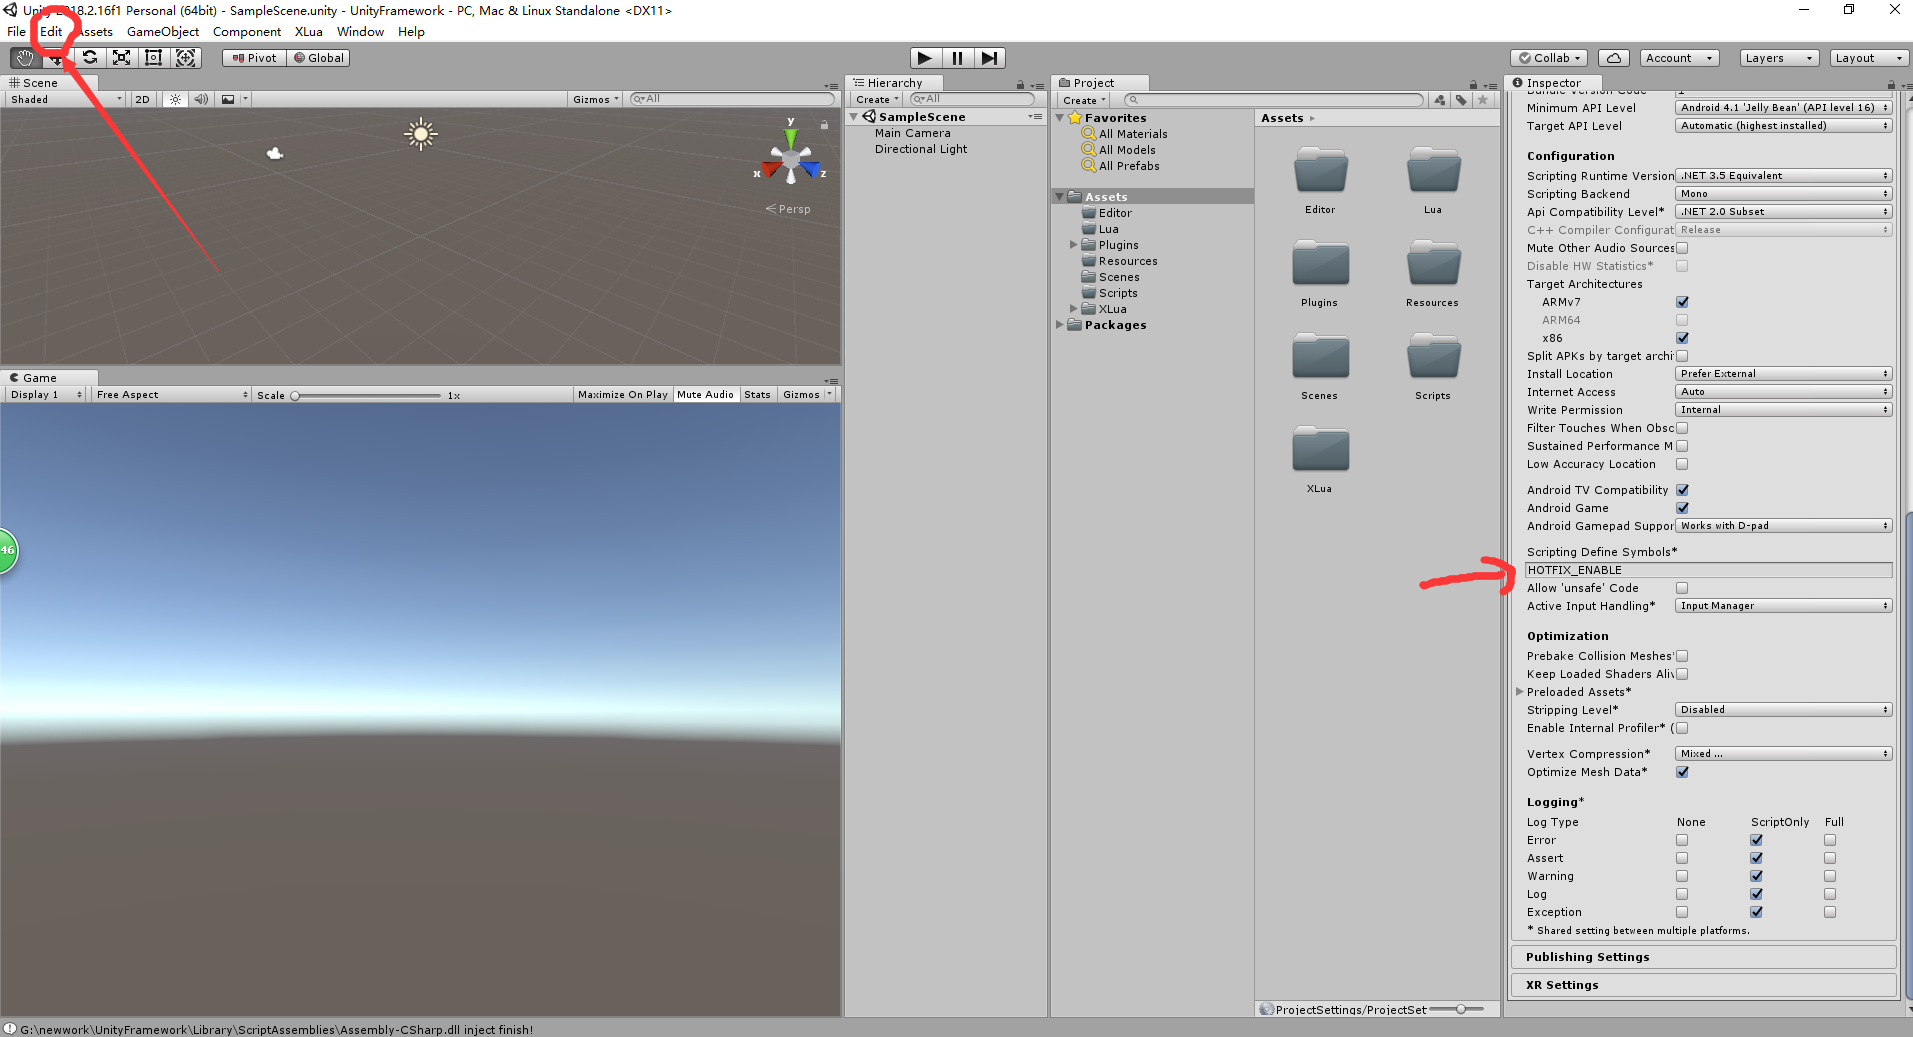 Unity 2018.2.16f1 Personal (64bit) - SampleScene.unity - UnityFramework - PC, Mac & Linux Standalone <DX11>
File Edit Assets GameObject Component XLua Window Help
Pivot Global Collab Account Layers Layout
Scene
Shaded 2D Gizmos All
y
x z
Persp
Game
Display 1 Free Aspect Scale 1x Maximize On Play Mute Audio Stats Gizmos
46
Hierarchy
Create All
SampleScene
Main Camera
Directional Light
Project
Create
Favorites
All Materials
All Models
All Prefabs
Assets
Editor
Lua
Plugins
Resources
Scenes
Scripts
XLua
Packages
Assets
Editor Lua
Plugins Resources
Scenes Scripts
XLua
ProjectSettings/ProjectSet
Inspector
Bundle Version Code 1
Minimum API Level Android 4.1 'Jelly Bean' (API level 16)
Target API Level Automatic (highest installed)
Configuration
Scripting Runtime Version .NET 3.5 Equivalent
Scripting Backend Mono
Api Compatibility Level* .NET 2.0 Subset
C++ Compiler Configurat Release
Mute Other Audio Sources
Disable HW Statistics*
Target Architectures
ARMv7
ARM64
x86
Split APKs by target archi
Install Location Prefer External
Internet Access Auto
Write Permission Internal
Filter Touches When Obsc
Sustained Performance M
Low Accuracy Location
Android TV Compatibility
Android Game
Android Gamepad Suppor Works with D-pad
Scripting Define Symbols*
HOTFIX_ENABLE
Allow 'unsafe' Code
Active Input Handling* Input Manager
Optimization
Prebake Collision Meshes*
Keep Loaded Shaders Aliv
Preloaded Assets*
Stripping Level* Disabled
Enable Internal Profiler* (
Vertex Compression* Mixed ...
Optimize Mesh Data*
Logging*
Log Type None ScriptOnly Full
Error
Assert
Warning
Log
Exception
* Shared setting between multiple platforms.
Publishing Settings
XR Settings
G:\newwork\UnityFramework\Library\ScriptAssemblies\Assembly-CSharp.dll inject finish!